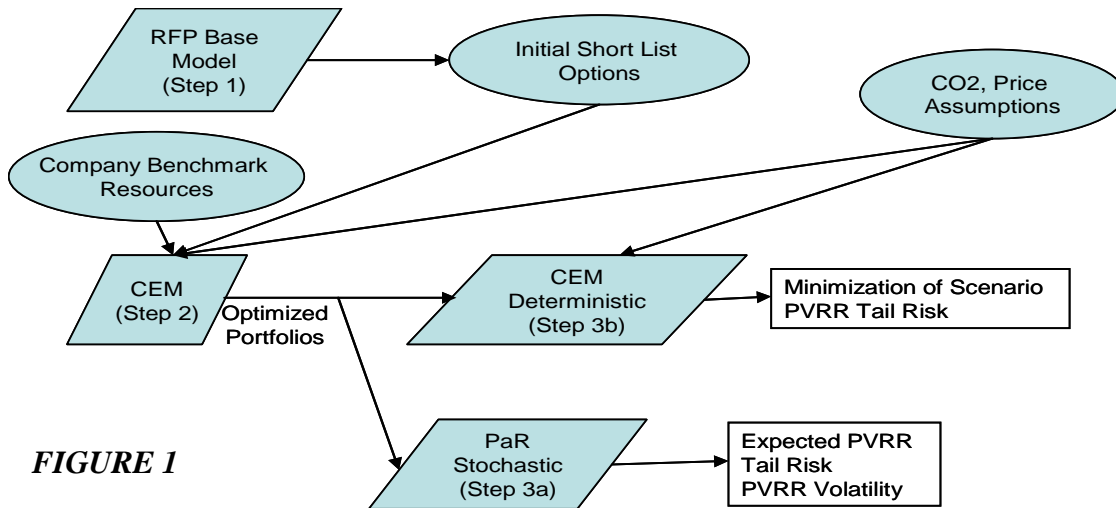 RFP Base
Model
(Step 1)
Initial Short List
Options
CO2, Price
Assumptions
Company Benchmark
Resources
CEM
(Step 2)
Optimized
Portfolios
CEM
Deterministic
(Step 3b)
Minimization of Scenario
PVRR Tail Risk
FIGURE 1
PaR
Stochastic
(Step 3a)
Expected PVRR
Tail Risk
PVRR Volatility